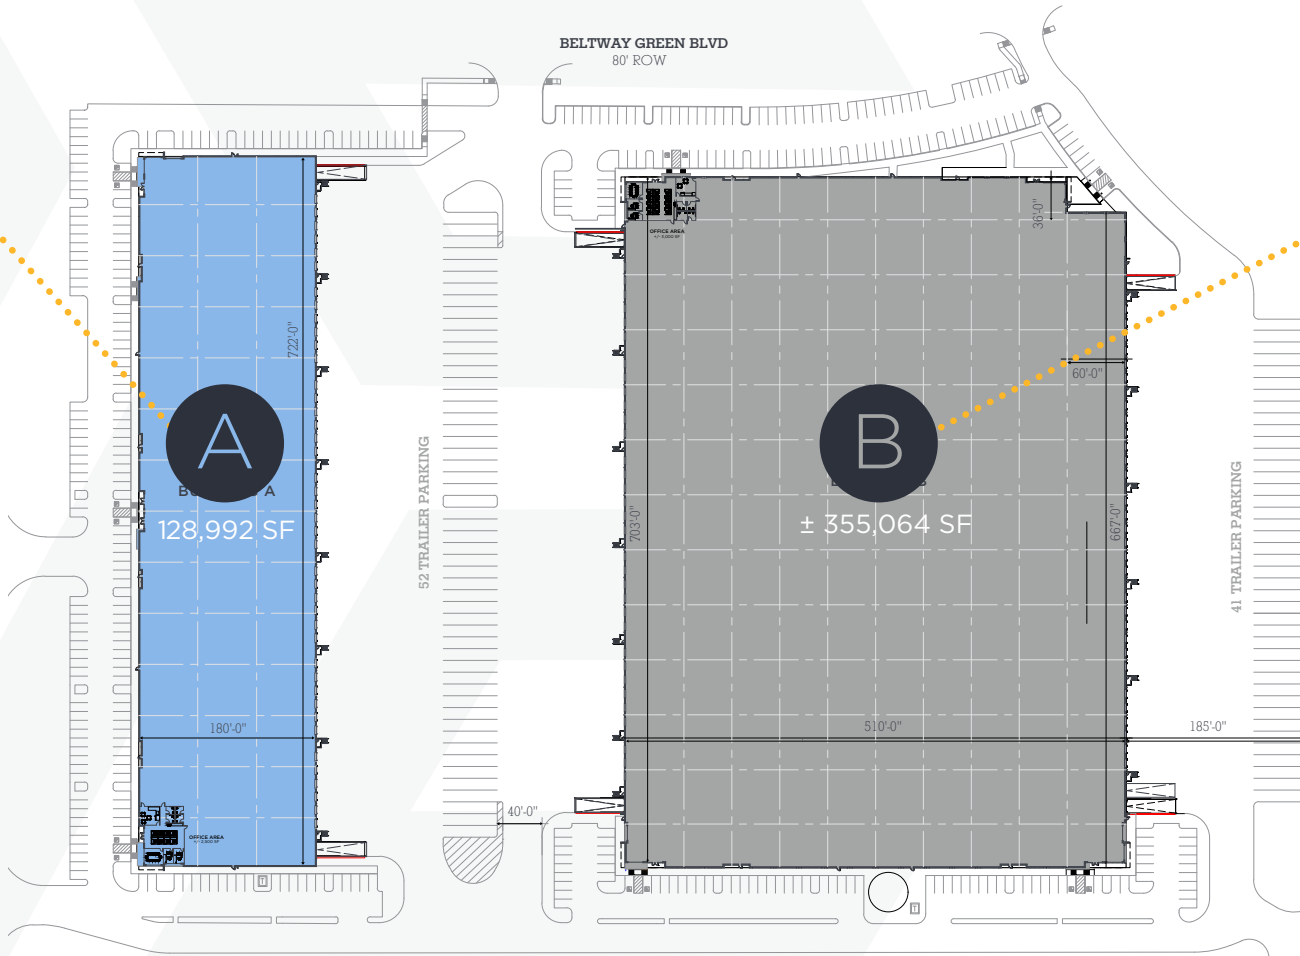 BELTWAY GREEN BLVD
80' ROW
36'-0"
OFFICE AREA
722'-0"
60'-0"
A
B
52 TRAILER PARKING
41 TRAILER PARKING
A
128,992 SF
± 355,064 SF
703'-0"
667'-0"
180'-0"
510'-0"
185'-0"
40'-0"
OFFICE AREA
T
T